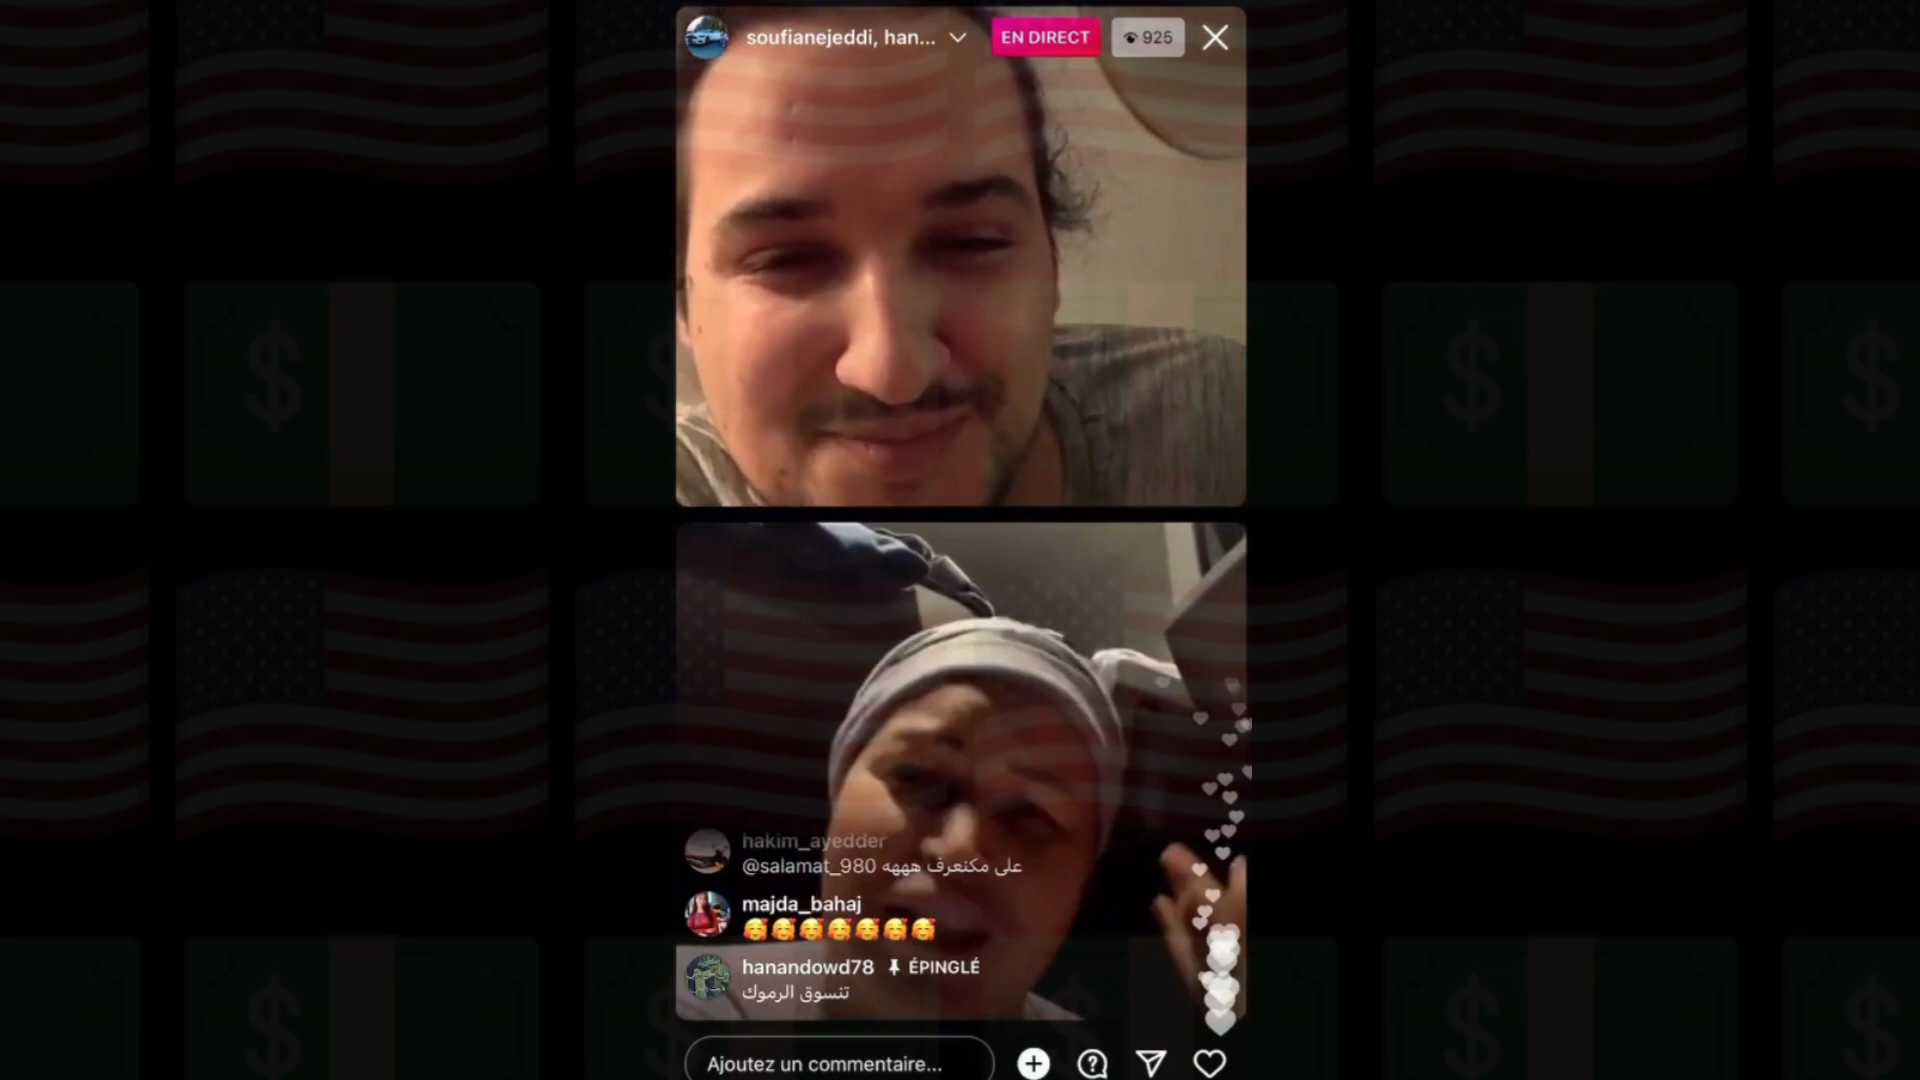 soufianejeddi, han...
EN DIRECT
925
hakim_ayedder
@salamat_980 على مكنعرف هههه
majda_bahaj
🥰🥰🥰🥰🥰🥰🥰
hanandowd78 ÉPINGLÉ
تنسوق الرموك
Ajoutez un commentaire...